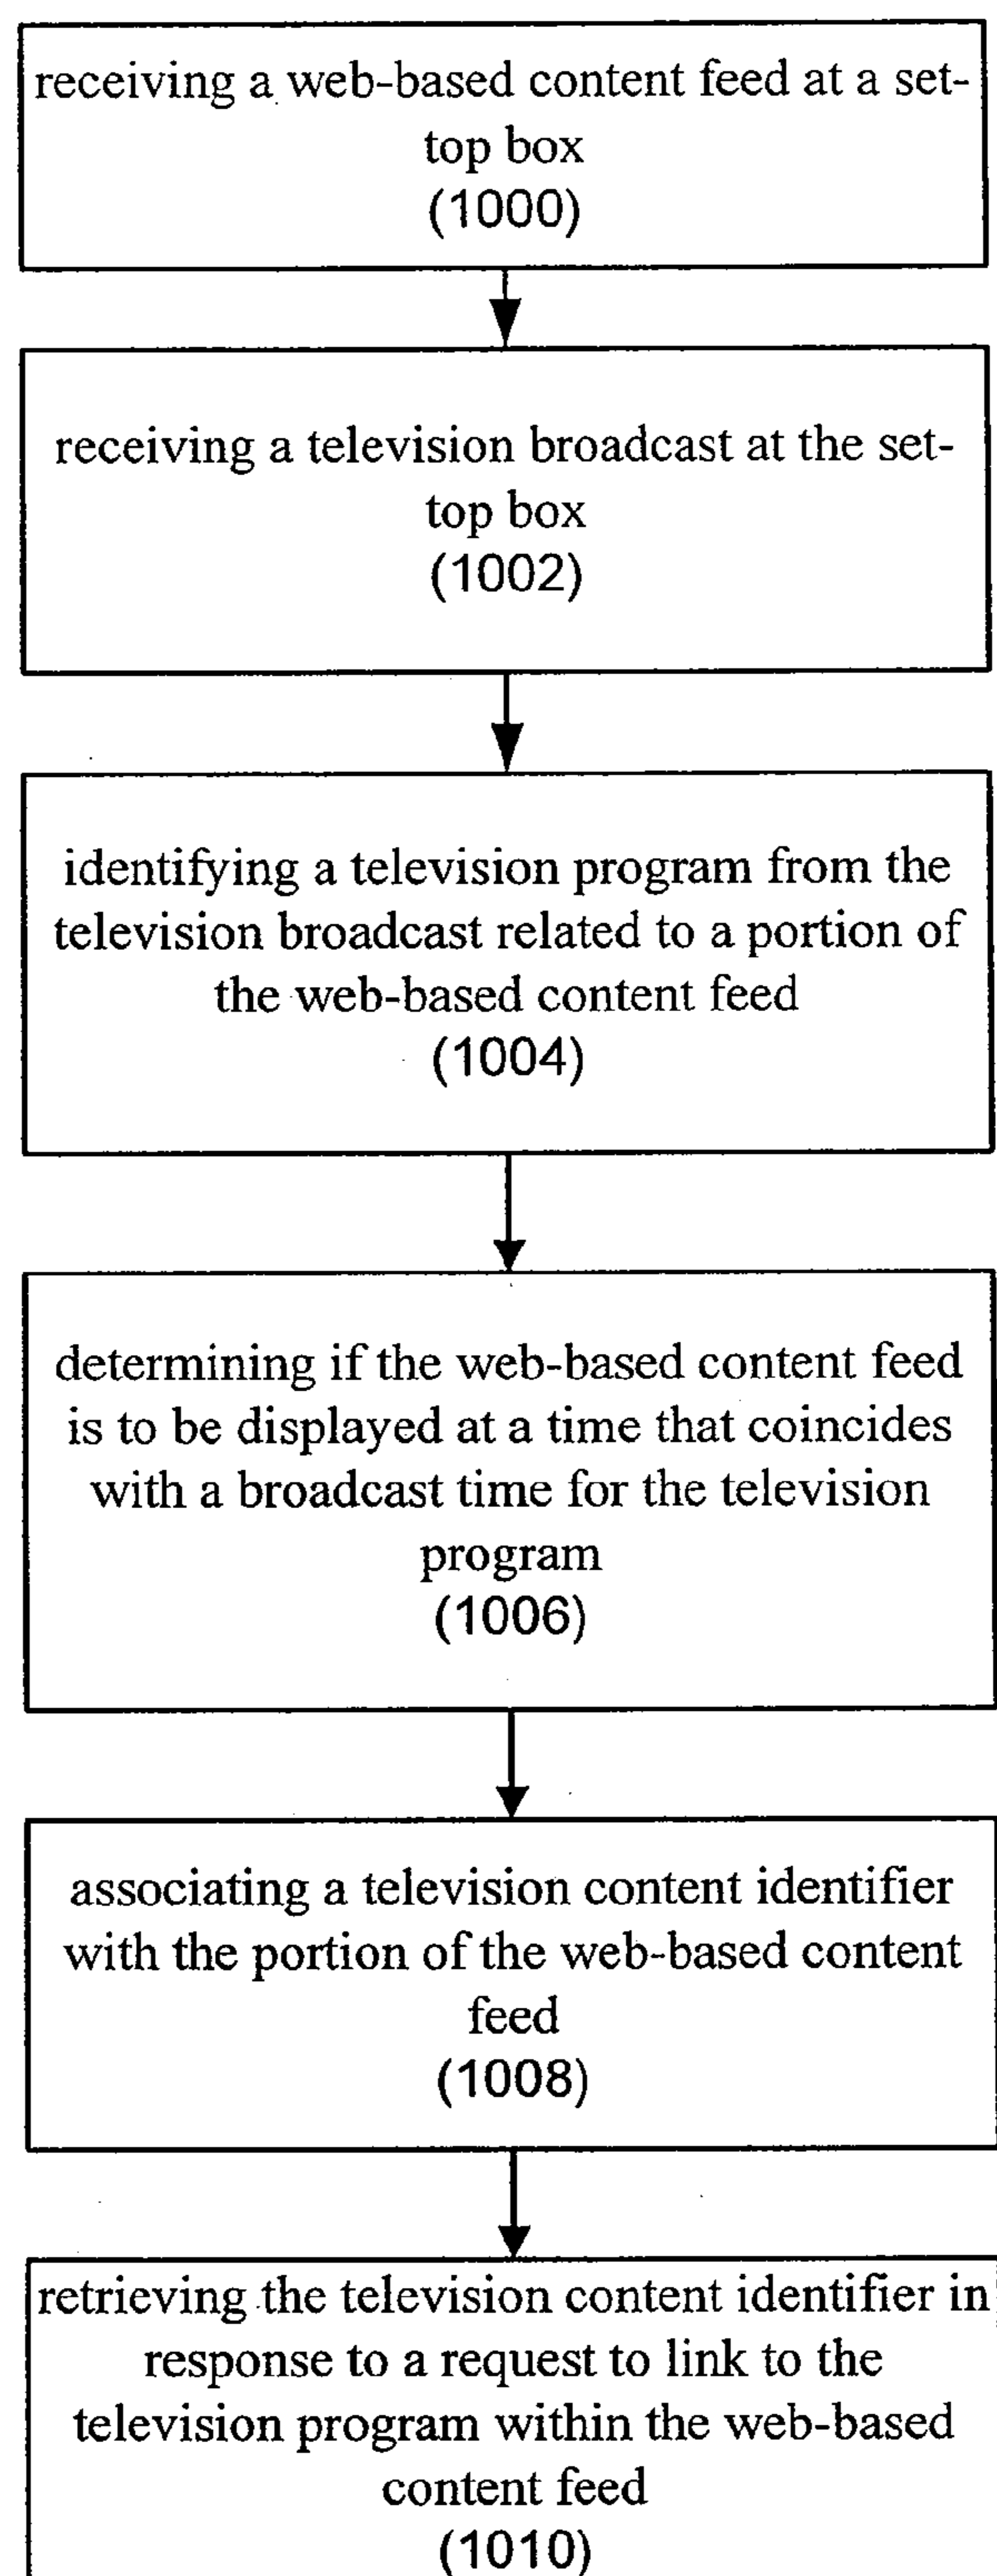 receiving a web-based content feed at a set-
top box
(1000)
receiving a television broadcast at the set-
top box
(1002)
identifying a television program from the
television broadcast related to a portion of
the web-based content feed
(1004)
determining if the web-based content feed
is to be displayed at a time that coincides
with a broadcast time for the television
program
(1006)
associating a television content identifier
with the portion of the web-based content
feed
(1008)
retrieving the television content identifier in
response to a request to link to the
television program within the web-based
content feed
(1010)